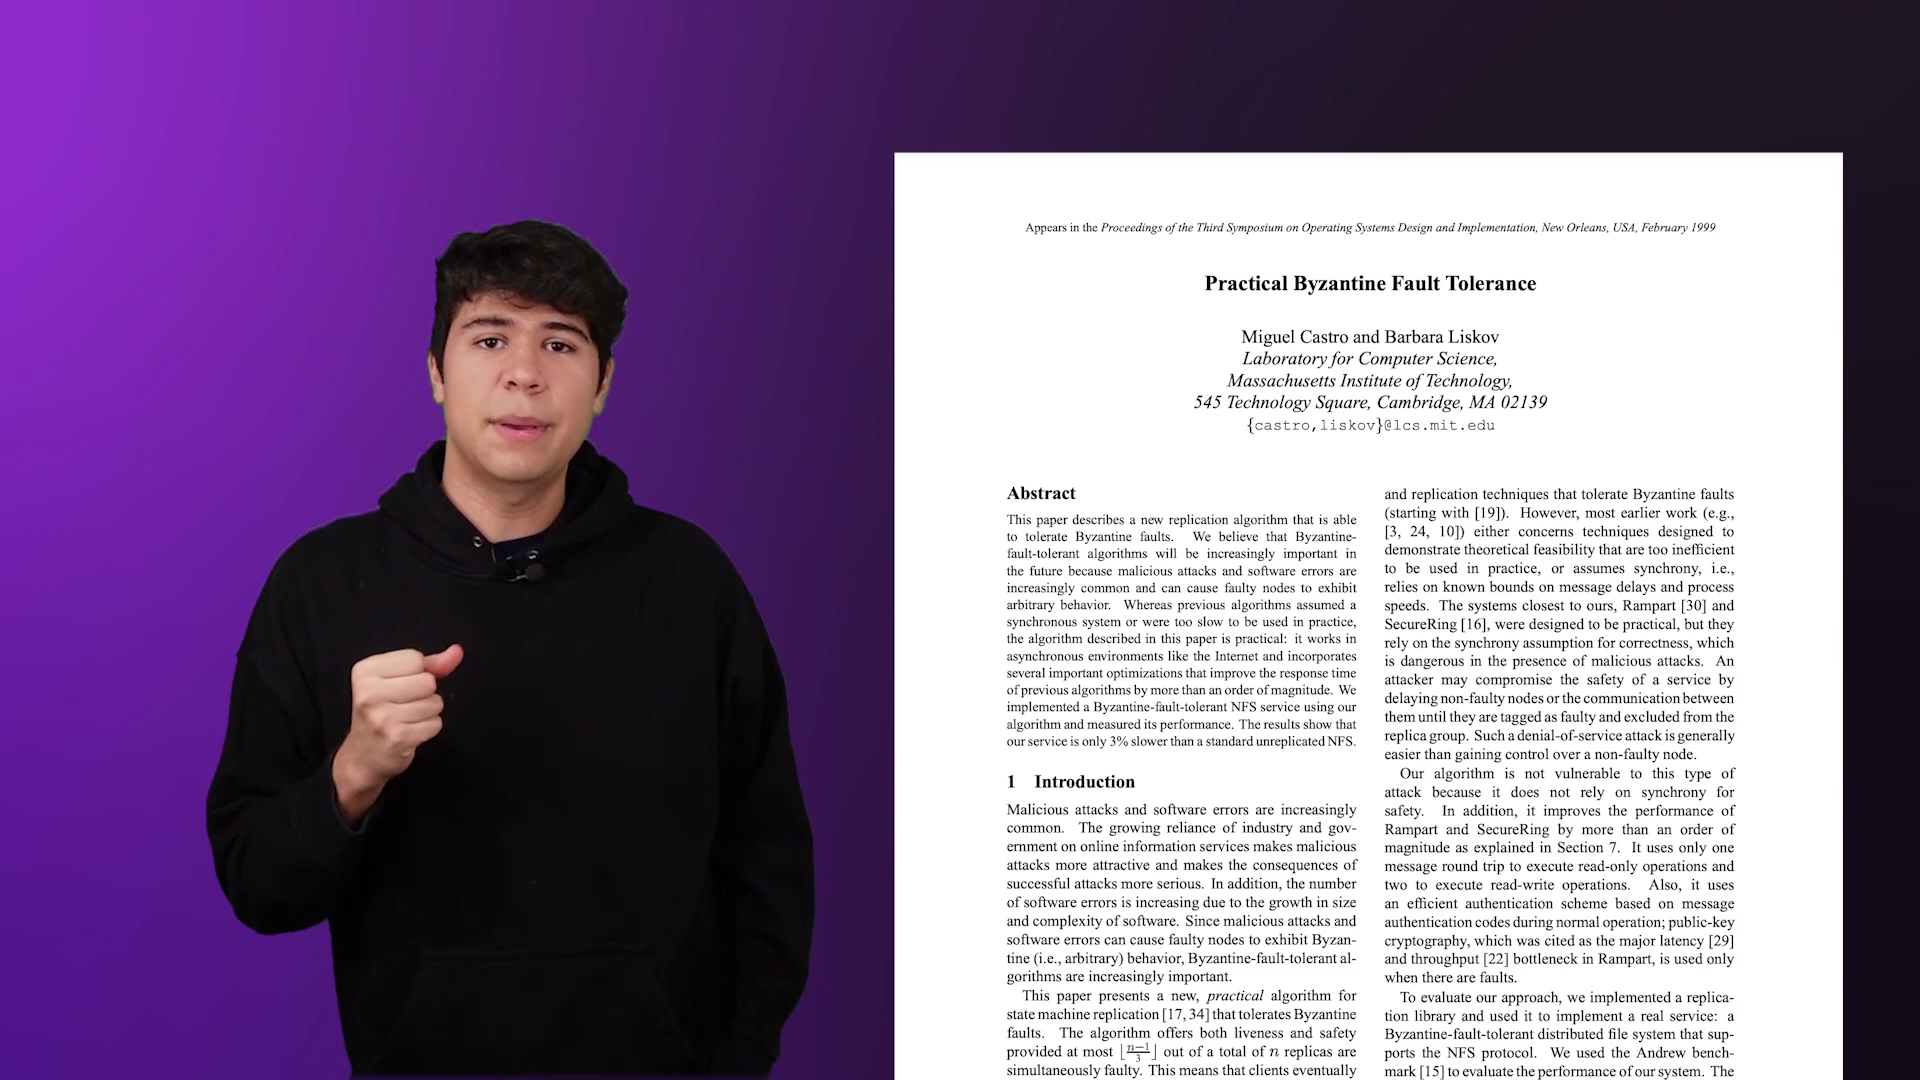 Appears in the Proceedings of the Third Symposium on Operating Systems Design and Implementation, New Orleans, USA, February 1999
Practical Byzantine Fault Tolerance
Miguel Castro and Barbara Liskov
Laboratory for Computer Science,
Massachusetts Institute of Technology,
545 Technology Square, Cambridge, MA 02139
{castro,liskov}@lcs.mit.edu
Abstract
This paper describes a new replication algorithm that is able
to tolerate Byzantine faults. We believe that Byzantine-
fault-tolerant algorithms will be increasingly important in
the future because malicious attacks and software errors are
increasingly common and can cause faulty nodes to exhibit
arbitrary behavior. Whereas previous algorithms assumed a
synchronous system or were too slow to be used in practice,
the algorithm described in this paper is practical: it works in
asynchronous environments like the Internet and incorporates
several important optimizations that improve the response time
of previous algorithms by more than an order of magnitude. We
implemented a Byzantine-fault-tolerant NFS service using our
algorithm and measured its performance. The results show that
our service is only 3% slower than a standard unreplicated NFS.
1 Introduction
Malicious attacks and software errors are increasingly
common. The growing reliance of industry and gov-
ernment on online information services makes malicious
attacks more attractive and makes the consequences of
successful attacks more serious. In addition, the number
of software errors is increasing due to the growth in size
and complexity of software. Since malicious attacks and
software errors can cause faulty nodes to exhibit Byzan-
tine (i.e., arbitrary) behavior, Byzantine-fault-tolerant al-
gorithms are increasingly important.
This paper presents a new, practical algorithm for
state machine replication [17, 34] that tolerates Byzantine
faults. The algorithm offers both liveness and safety
provided at most ⌊(n−1)/3⌋ out of a total of n replicas are
simultaneously faulty. This means that clients eventually
and replication techniques that tolerate Byzantine faults
(starting with [19]). However, most earlier work (e.g.,
[3, 24, 10]) either concerns techniques designed to
demonstrate theoretical feasibility that are too inefficient
to be used in practice, or assumes synchrony, i.e.,
relies on known bounds on message delays and process
speeds. The systems closest to ours, Rampart [30] and
SecureRing [16], were designed to be practical, but they
rely on the synchrony assumption for correctness, which
is dangerous in the presence of malicious attacks. An
attacker may compromise the safety of a service by
delaying non-faulty nodes or the communication between
them until they are tagged as faulty and excluded from the
replica group. Such a denial-of-service attack is generally
easier than gaining control over a non-faulty node.
Our algorithm is not vulnerable to this type of
attack because it does not rely on synchrony for
safety. In addition, it improves the performance of
Rampart and SecureRing by more than an order of
magnitude as explained in Section 7. It uses only one
message round trip to execute read-only operations and
two to execute read-write operations. Also, it uses
an efficient authentication scheme based on message
authentication codes during normal operation; public-key
cryptography, which was cited as the major latency [29]
and throughput [22] bottleneck in Rampart, is used only
when there are faults.
To evaluate our approach, we implemented a replica-
tion library and used it to implement a real service: a
Byzantine-fault-tolerant distributed file system that sup-
ports the NFS protocol. We used the Andrew bench-
mark [15] to evaluate the performance of our system. The